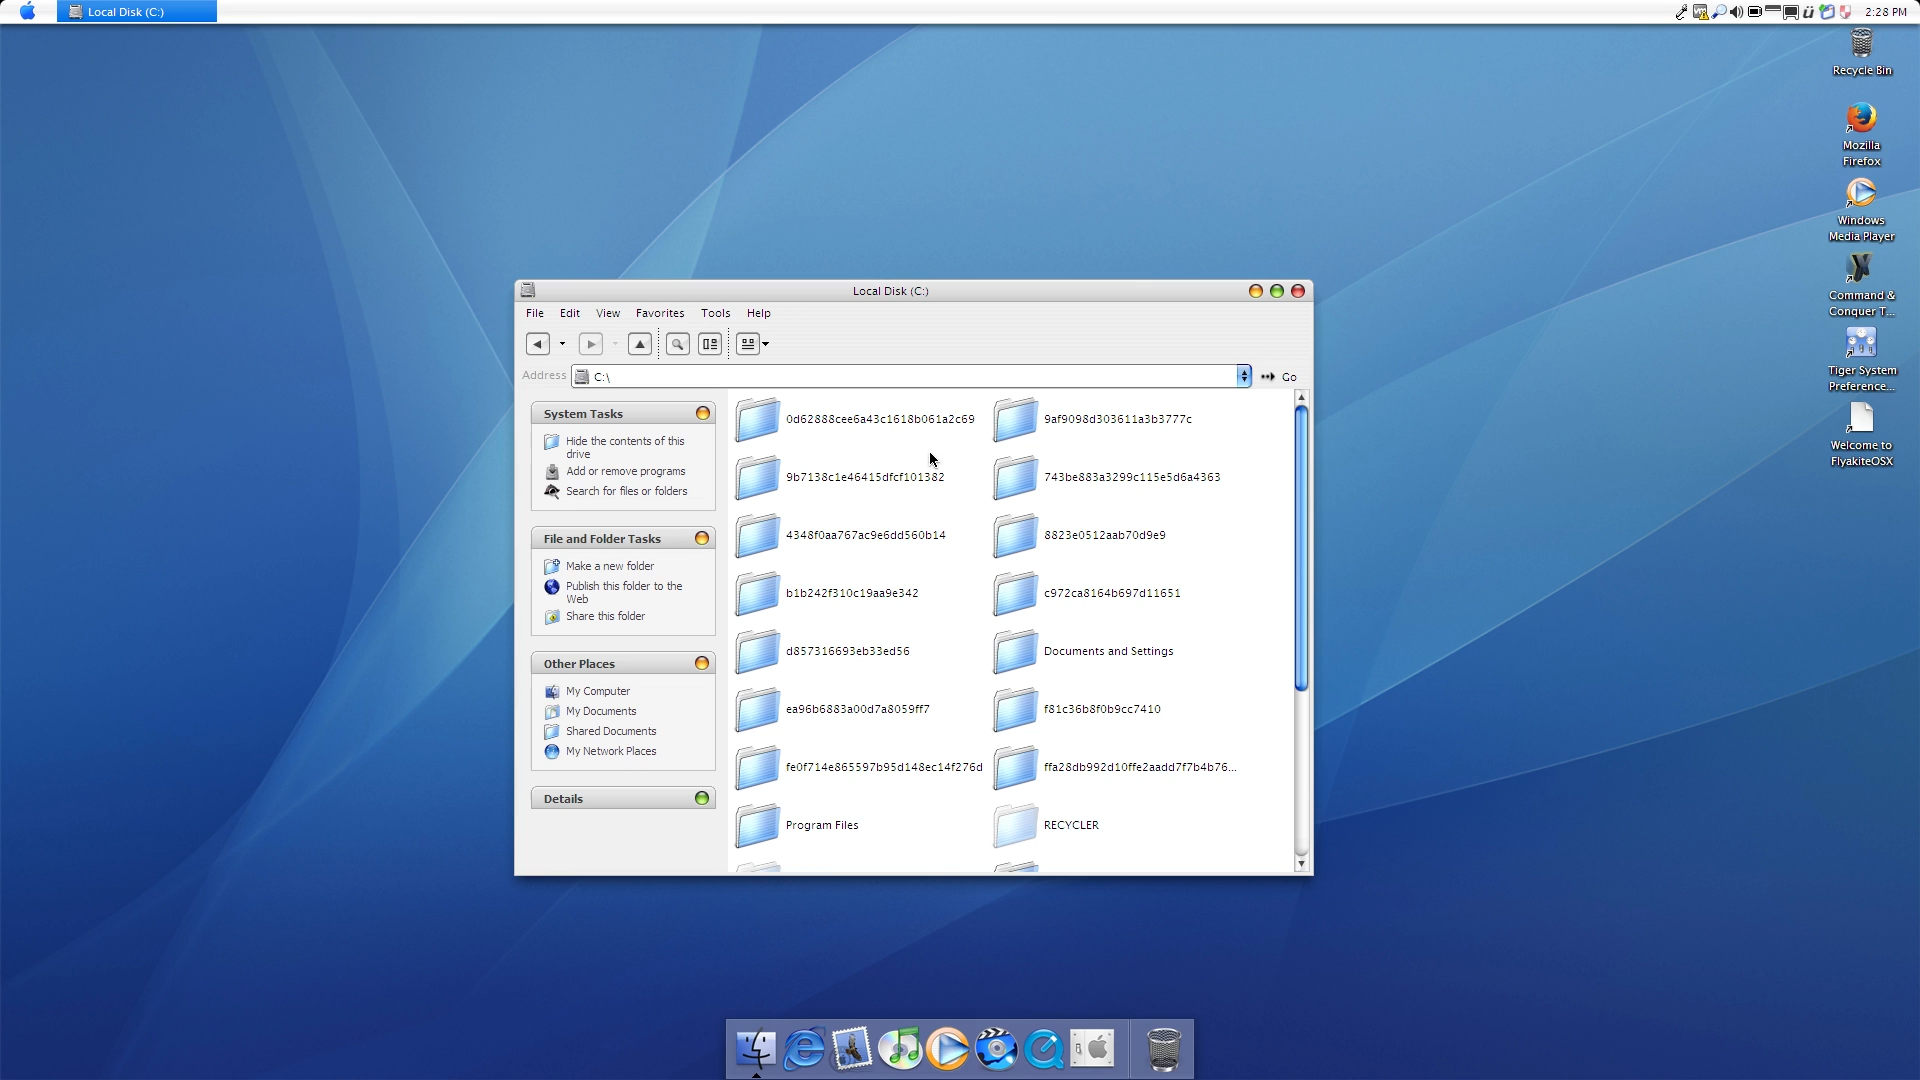 Local Disk (C:)
2:28 PM
Recycle Bin
Mozilla
Firefox
Windows
Media Player
Command &
Conquer T...
Tiger System
Preference...
Welcome to
FlyakiteOSX
Local Disk (C:)
File Edit View Favorites Tools Help
Address C:\ Go
System Tasks
Hide the contents of this
drive
Add or remove programs
Search for files or folders
File and Folder Tasks
Make a new folder
Publish this folder to the
Web
Share this folder
Other Places
My Computer
My Documents
Shared Documents
My Network Places
Details
0d62888cee6a43c1618b061a2c69 9af9098d303611a3b3777c
9b7138c1e46415dfcf101382 743be883a3299c115e5d6a4363
4348f0aa767ac9e6dd560b14 8823e0512aab70d9e9
b1b242f310c19aa9e342 c972ca8164b697d11651
d857316693eb33ed56 Documents and Settings
ea96b6883a00d7a8059ff7 f81c36b8f0b9cc7410
fe0f714e865597b95d148ec14f276d ffa28db992d10ffe2aadd7f7b4b76...
Program Files RECYCLER